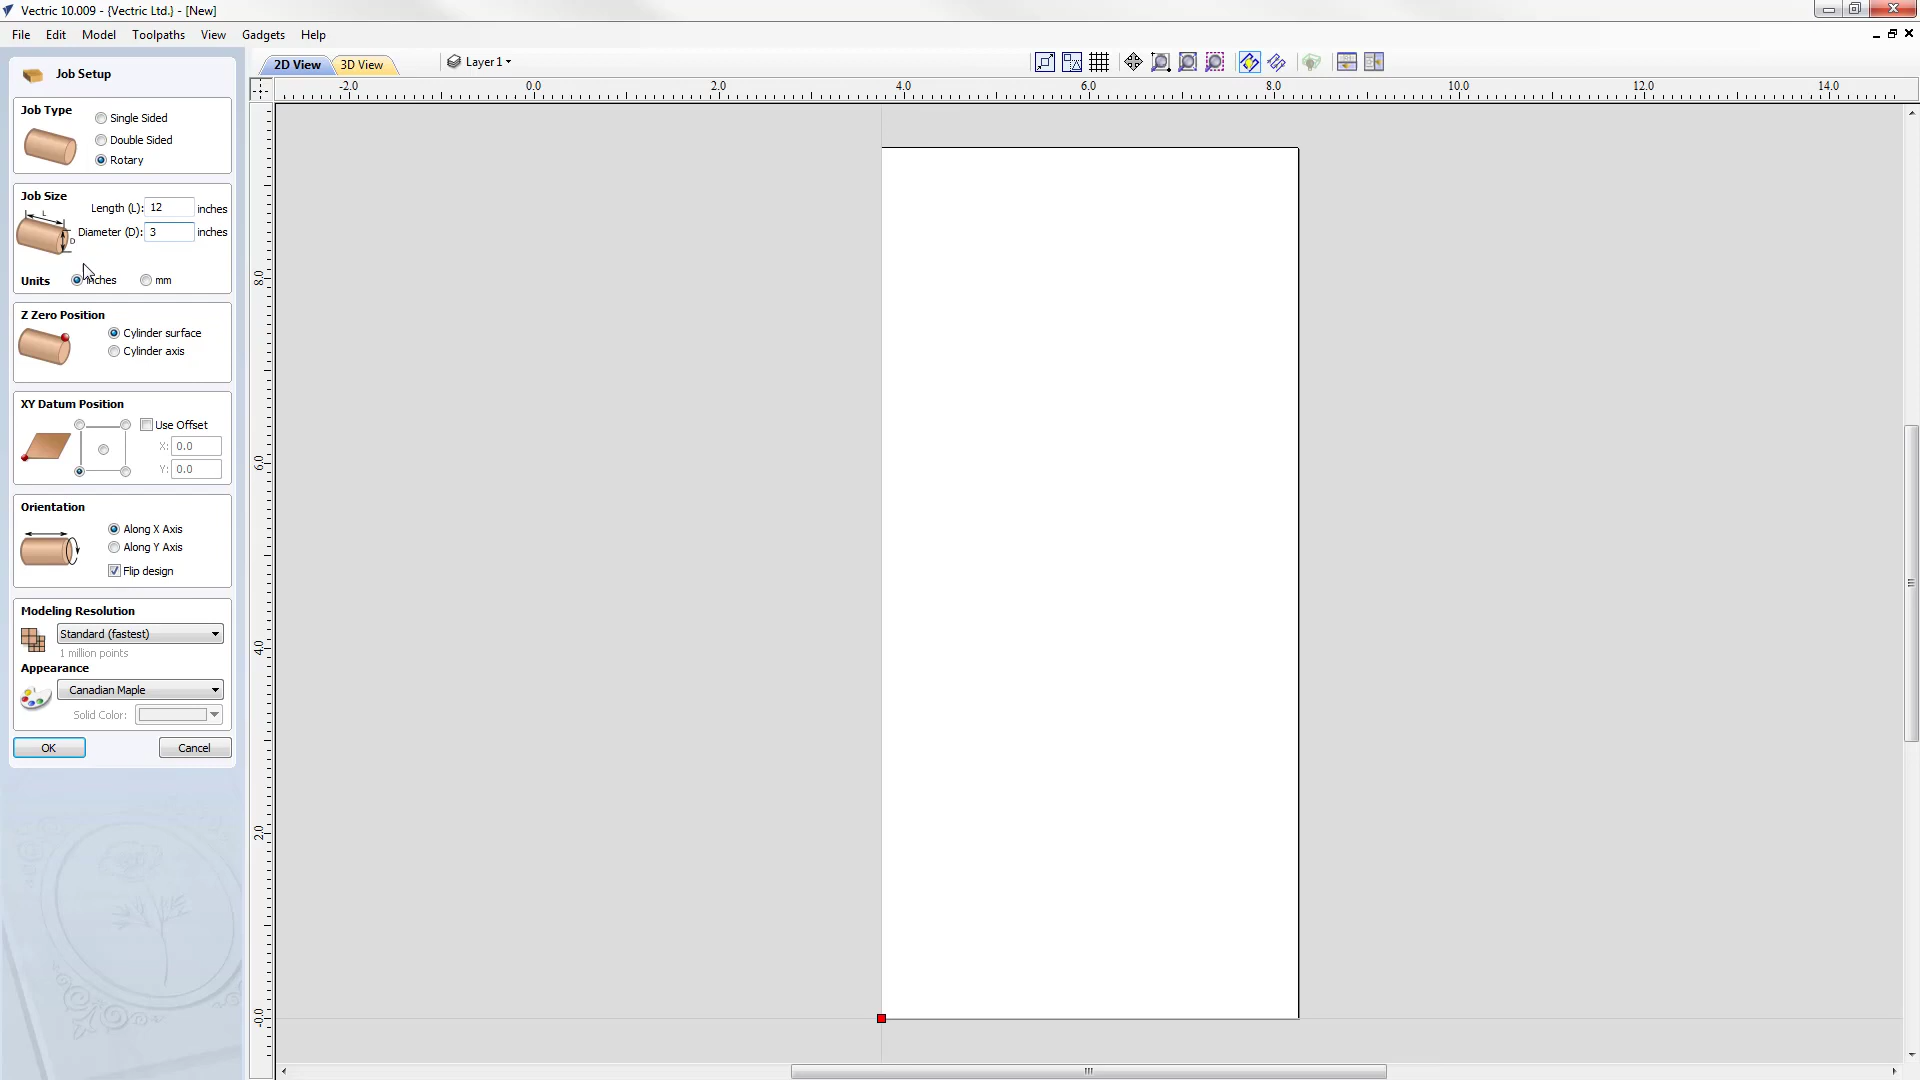 Vectric 10.009 - {Vectric Ltd.} - [New]
File Edit Model Toolpaths View Gadgets Help
Job Setup
2D View 3D View Layer 1
-2.0 0.0 2.0 4.0 6.0 8.0 10.0 12.0 14.0
Job Type
Single Sided
Double Sided
Rotary
Job Size
L
D
Length (L): 12 inches
Diameter (D): 3 inches
Units inches mm
Z Zero Position
Cylinder surface
Cylinder axis
XY Datum Position
Use Offset
X: 0.0
Y: 0.0
Orientation
Along X Axis
Along Y Axis
Flip design
Modeling Resolution
Standard (fastest)
1 million points
Appearance
Canadian Maple
Solid Color:
OK Cancel
8.0
6.0
4.0
2.0
-0.0